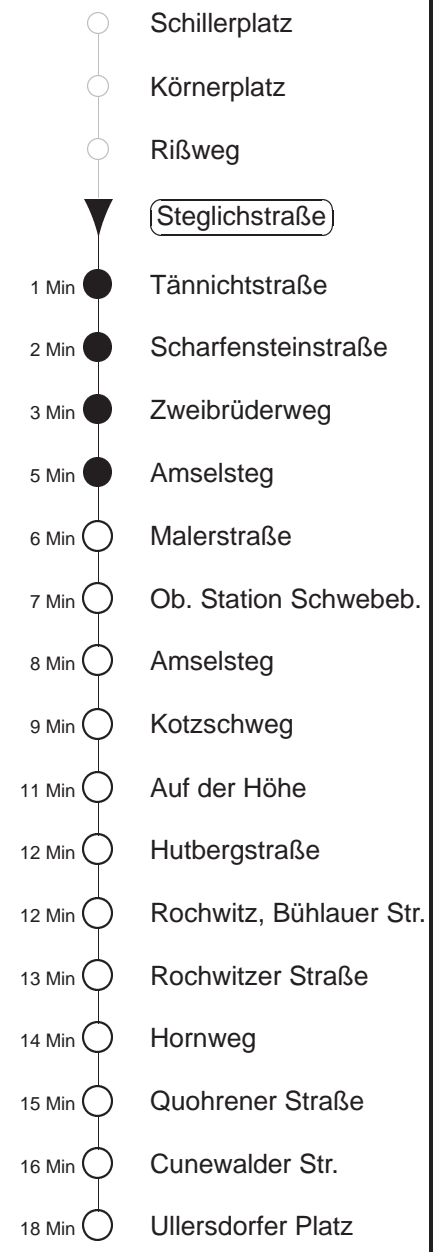 Schillerplatz
Körnerplatz
Rißweg
Steglichstraße
1 Min Tännichtstraße
2 Min Scharfensteinstraße
3 Min Zweibrüderweg
5 Min Amselsteg
6 Min Malerstraße
7 Min Ob. Station Schwebeb.
8 Min Amselsteg
9 Min Kotzschweg
11 Min Auf der Höhe
12 Min Hutbergstraße
12 Min Rochwitz, Bühlauer Str.
13 Min Rochwitzer Straße
14 Min Hornweg
15 Min Quohrener Straße
16 Min Cunewalder Str.
18 Min Ullersdorfer Platz